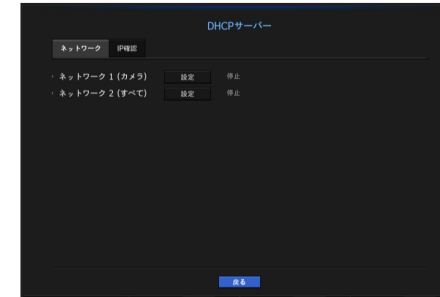 DHCPサーバー
ネットワーク IP確認
ネットワーク 1 (カメラ) 設定 停止
ネットワーク 2 (すべて) 設定 停止
戻る